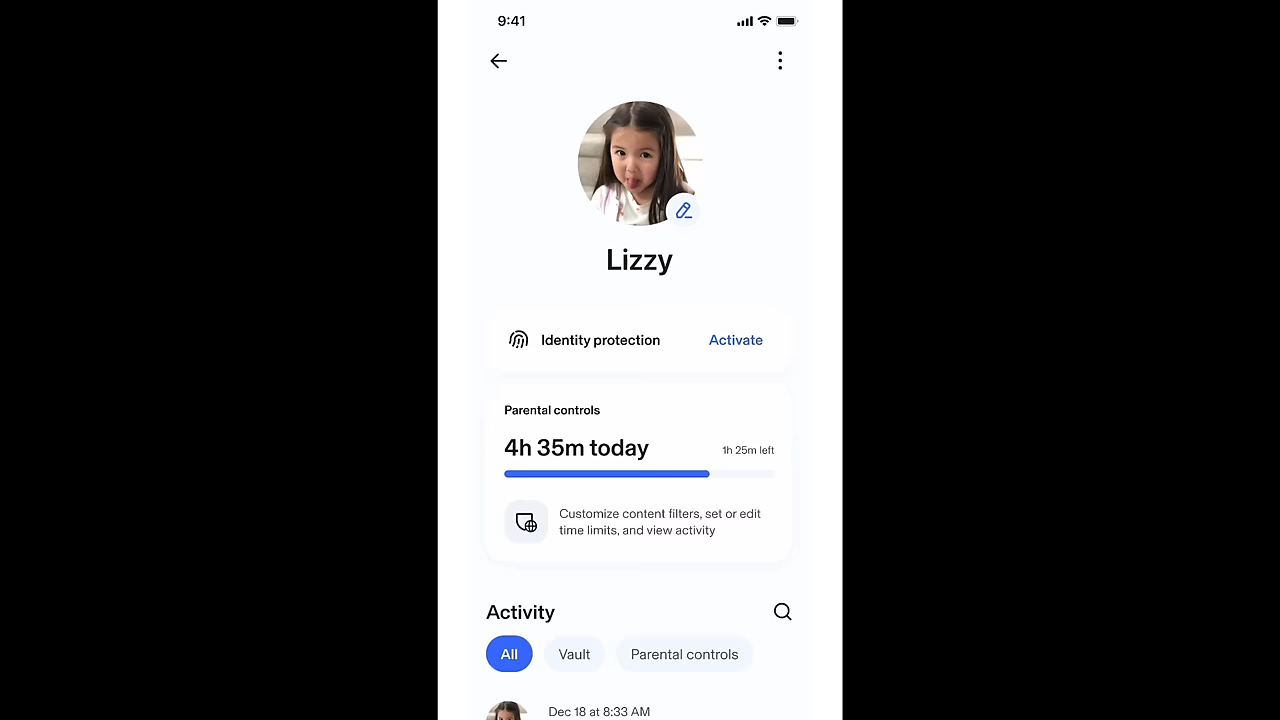 9:41
Lizzy
Identity protection Activate
Parental controls
4h 35m today 1h 25m left
Customize content filters, set or edit
time limits, and view activity
Activity
All Vault Parental controls
Dec 18 at 8:33 AM